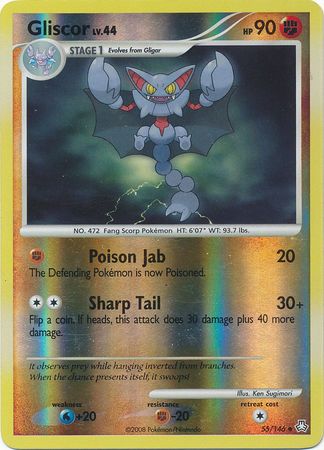 Gliscor LV.44 HP 90
STAGE 1 Evolves from Gligar
NO. 472 Fang Scorp Pokémon HT: 6'07" WT: 93.7 lbs.
Poison Jab 20
The Defending Pokémon is now Poisoned.
Sharp Tail 30+
Flip a coin. If heads, this attack does 30 damage plus 40 more
damage.
It observes prey while hanging inverted from branches.
When the chance presents itself, it swoops!
Illus. Ken Sugimori
weakness resistance retreat cost
+20 -20
©2008 Pokémon/Nintendo 55/146